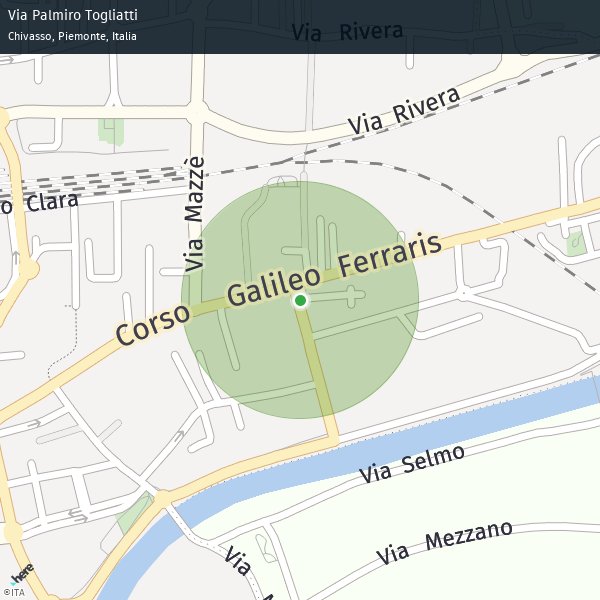 Via Palmiro Togliatti
Chivasso, Piemonte, Italia
Via Rivera
Via Rivera
o Clara
Via Mazzè
Corso Galileo Ferraris
Via Selmo
Via Mezzano
Via
here
©ITA